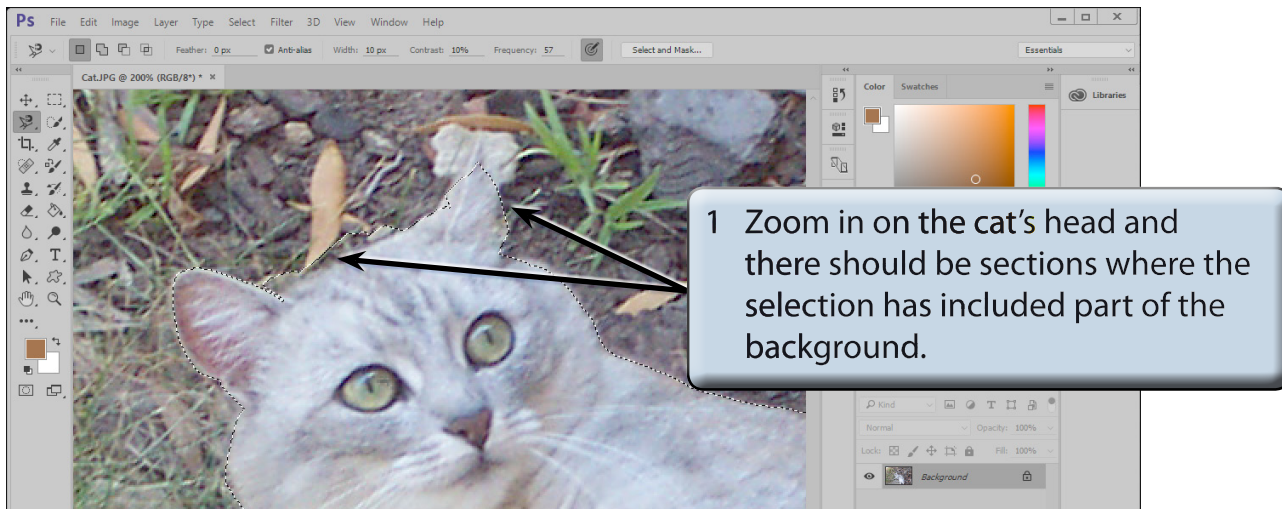 Ps File Edit Image Layer Type Select Filter 3D View Window Help
Feather: 0 px Anti-alias Width: 10 px Contrast: 10% Frequency: 57 Select and Mask... Essentials
Cat.JPG @ 200% (RGB/8*) * ×
Color Swatches
Libraries
1 Zoom in on the cat's head and
there should be sections where the
selection has included part of the
background.
Kind
Normal Opacity: 100%
Lock: Fill: 100%
Background